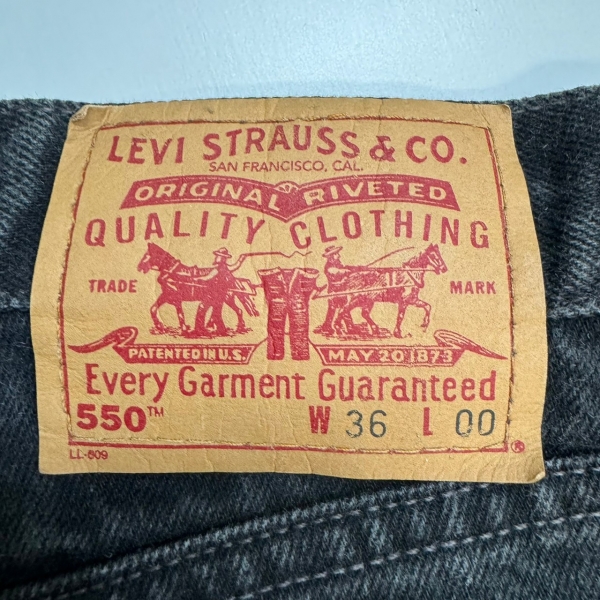 LEVI STRAUSS & CO.
SAN FRANCISCO, CAL.
ORIGINAL RIVETED
QUALITY CLOTHING
TRADE MARK
PATENTED IN U.S. MAY 20 1873
Every Garment Guaranteed
550™ W 36 L 00
LL-609 ®